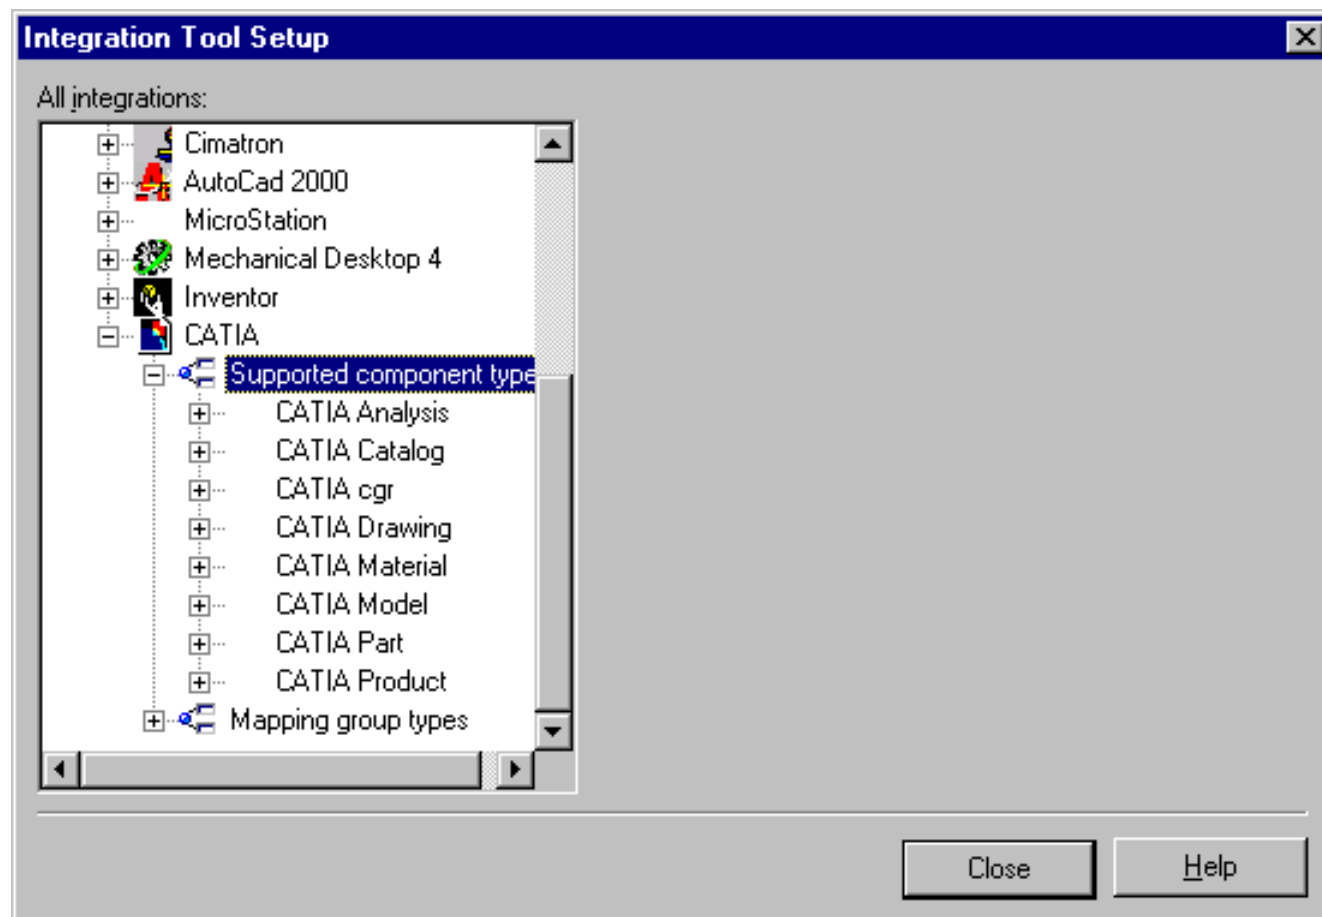 Integration Tool Setup
All integrations:
Cimatron
AutoCad 2000
MicroStation
Mechanical Desktop 4
Inventor
CATIA
Supported component type
CATIA Analysis
CATIA Catalog
CATIA cgr
CATIA Drawing
CATIA Material
CATIA Model
CATIA Part
CATIA Product
Mapping group types
Close
Help